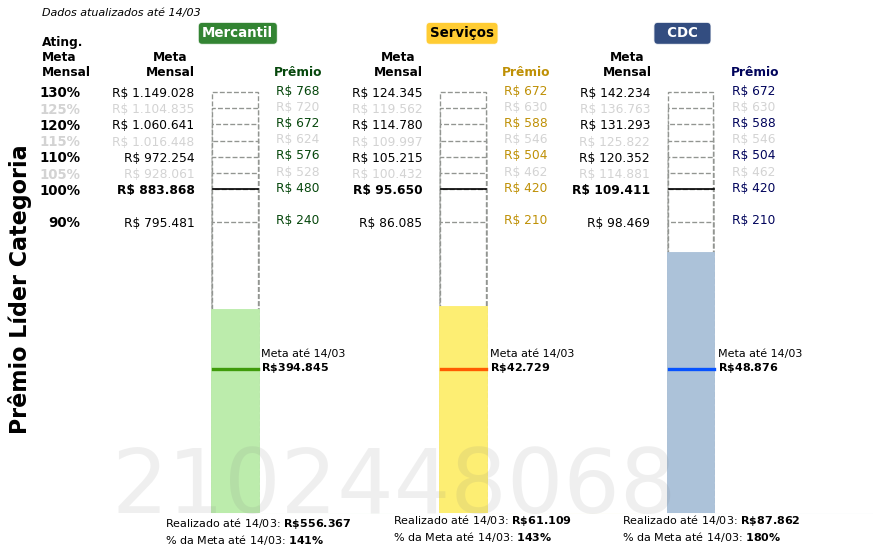 Dados atualizados até 14/03
Mercantil Serviços CDC
Ating.
Meta Meta Meta Meta
Mensal Mensal Prêmio Mensal Prêmio Mensal Prêmio
130% R$ 1.149.028 R$ 768 R$ 124.345 R$ 672 R$ 142.234 R$ 672
125% R$ 1.104.835 R$ 720 R$ 119.562 R$ 630 R$ 136.763 R$ 630
120% R$ 1.060.641 R$ 672 R$ 114.780 R$ 588 R$ 131.293 R$ 588
115% R$ 1.016.448 R$ 624 R$ 109.997 R$ 546 R$ 125.822 R$ 546
110% R$ 972.254 R$ 576 R$ 105.215 R$ 504 R$ 120.352 R$ 504
105% R$ 928.061 R$ 528 R$ 100.432 R$ 462 R$ 114.881 R$ 462
100% R$ 883.868 R$ 480 R$ 95.650 R$ 420 R$ 109.411 R$ 420
90% R$ 795.481 R$ 240 R$ 86.085 R$ 210 R$ 98.469 R$ 210
Prêmio Líder Categoria
Meta até 14/03 Meta até 14/03 Meta até 14/03
R$394.845 R$42.729 R$48.876
2102448068
Realizado até 14/03: R$556.367 Realizado até 14/03: R$61.109 Realizado até 14/03: R$87.862
% da Meta até 14/03: 141% % da Meta até 14/03: 143% % da Meta até 14/03: 180%